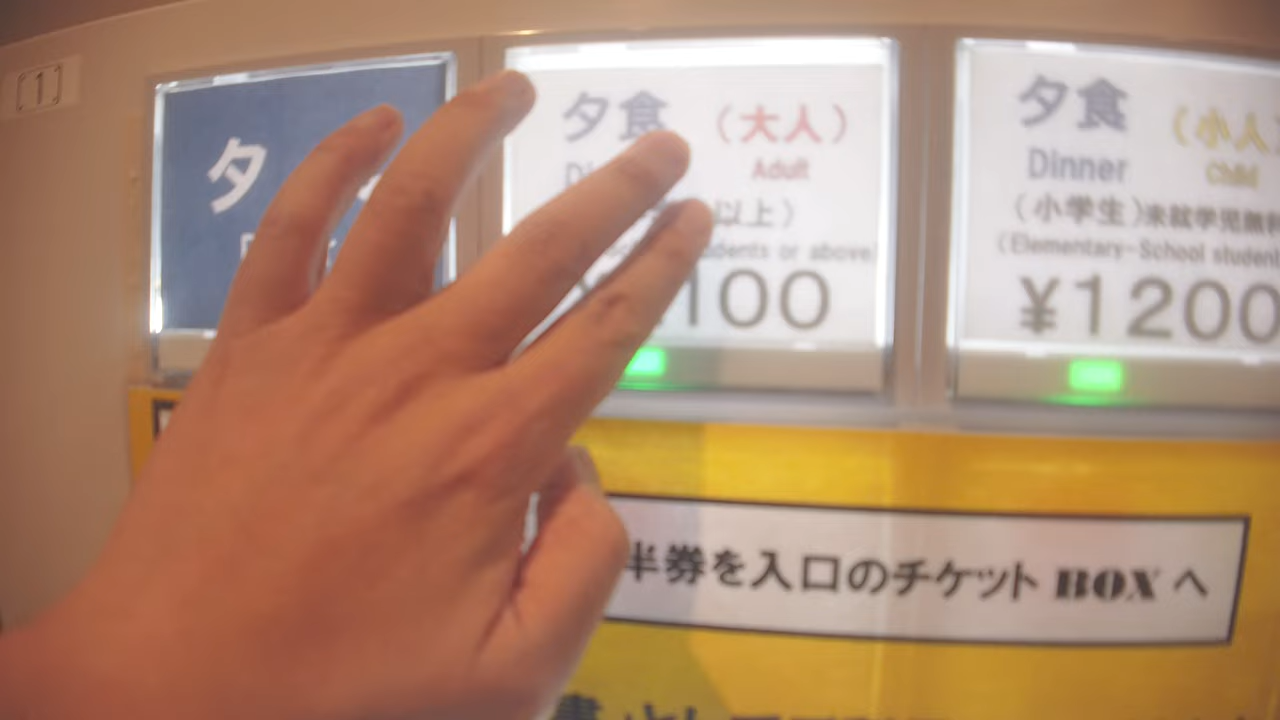 [1]
夕
夕食 (大人)
Adult
以上)
or above)
100
夕食 (小人)
Dinner Child
(小学生)未就学児無料
(Elementary-School student
¥1200
半券を入口のチケット BOX へ